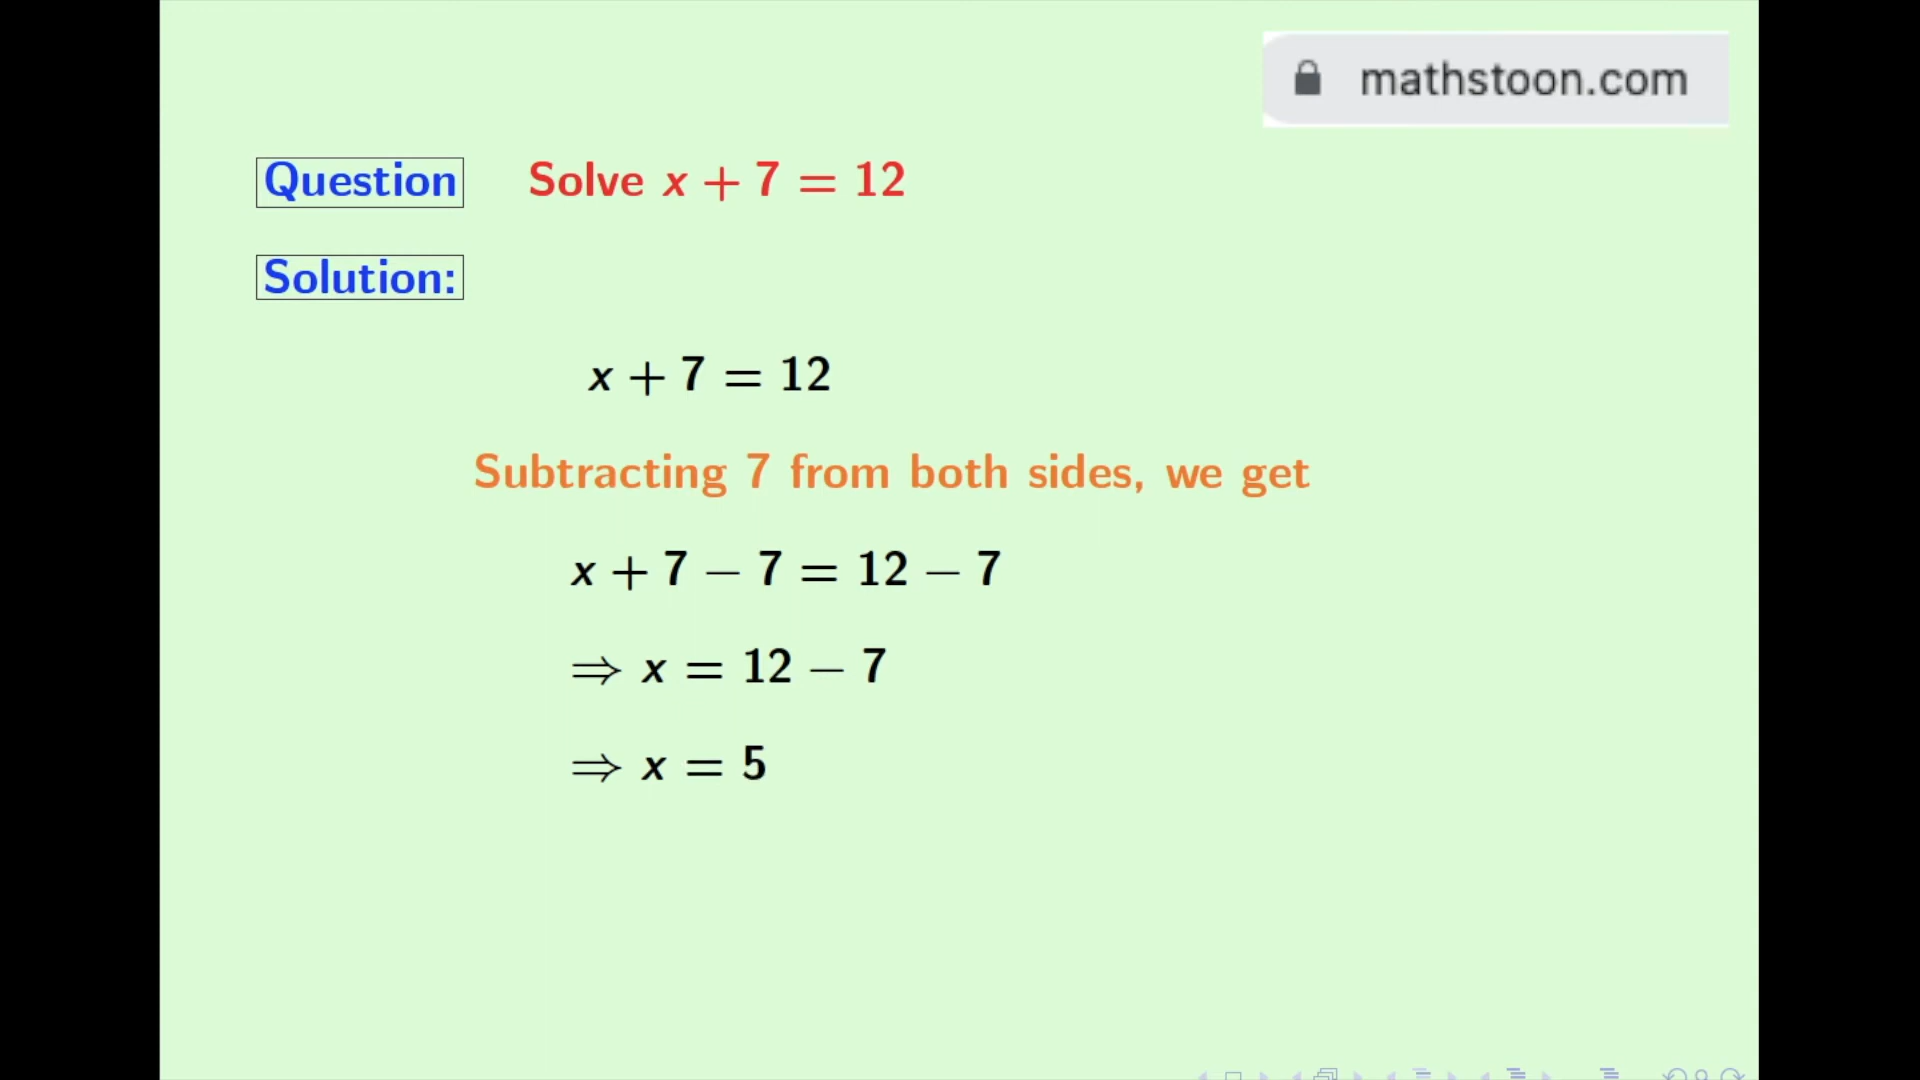 mathstoon.com
Question Solve x + 7 = 12
Solution:
x + 7 = 12
Subtracting 7 from both sides, we get
x + 7 − 7 = 12 − 7
⇒ x = 12 − 7
⇒ x = 5